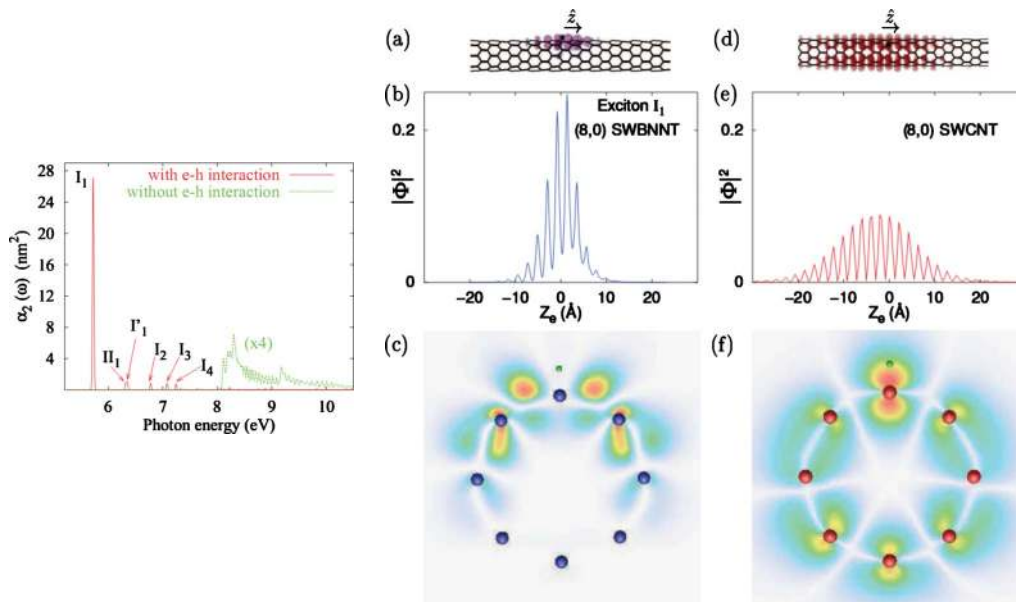 28
24
20
16
12
8
4
α₂ (ω) (nm²)
I₁
with e-h interaction
without e-h interaction
(x4)
I'₁
II₁
I₂
I₃
I₄
6 7 8 9 10
Photon energy (eV)
(a)
ẑ
(b)
Exciton I₁
(8,0) SWBNNT
0.2
|Φ|²
0
−20 −10 0 10 20
Zₑ (Å)
(c)
(d)
ẑ
(e)
(8,0) SWCNT
0.2
|Φ|²
0
−20 −10 0 10 20
Zₑ (Å)
(f)